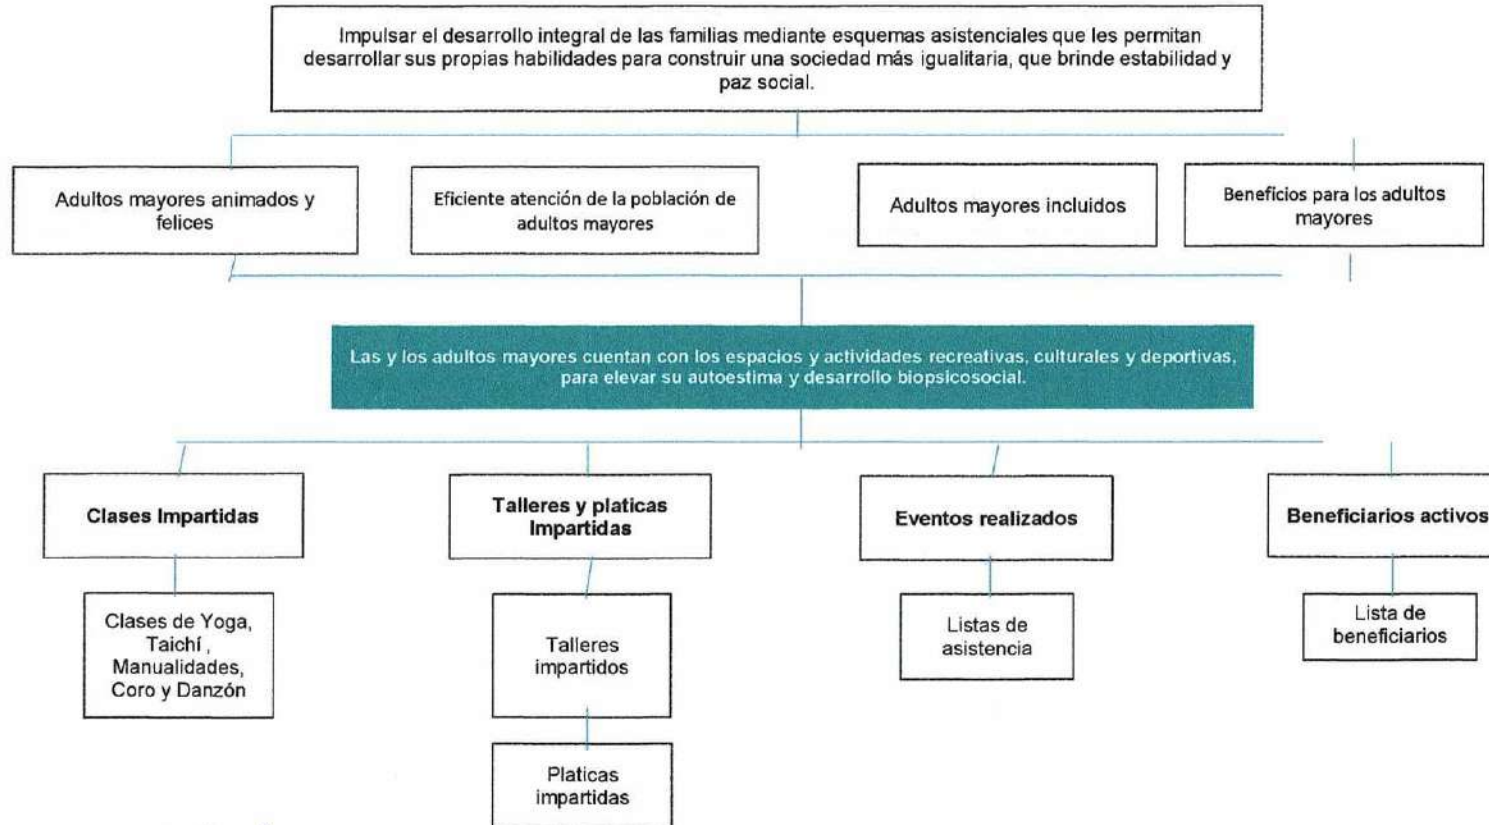 Impulsar el desarrollo integral de las familias mediante esquemas asistenciales que les permitan
desarrollar sus propias habilidades para construir una sociedad más igualitaria, que brinde estabilidad y
paz social.
Adultos mayores animados y
felices
Eficiente atención de la población de
adultos mayores
Adultos mayores incluidos
Beneficios para los adultos
mayores
Las y los adultos mayores cuentan con los espacios y actividades recreativas, culturales y deportivas,
para elevar su autoestima y desarrollo biopsicosocial.
Clases Impartidas
Talleres y platicas
Impartidas
Eventos realizados
Beneficiarios activos
Clases de Yoga,
Taichí ,
Manualidades,
Coro y Danzón
Talleres
impartidos
Listas de
asistencia
Lista de
beneficiarios
Platicas
impartidas